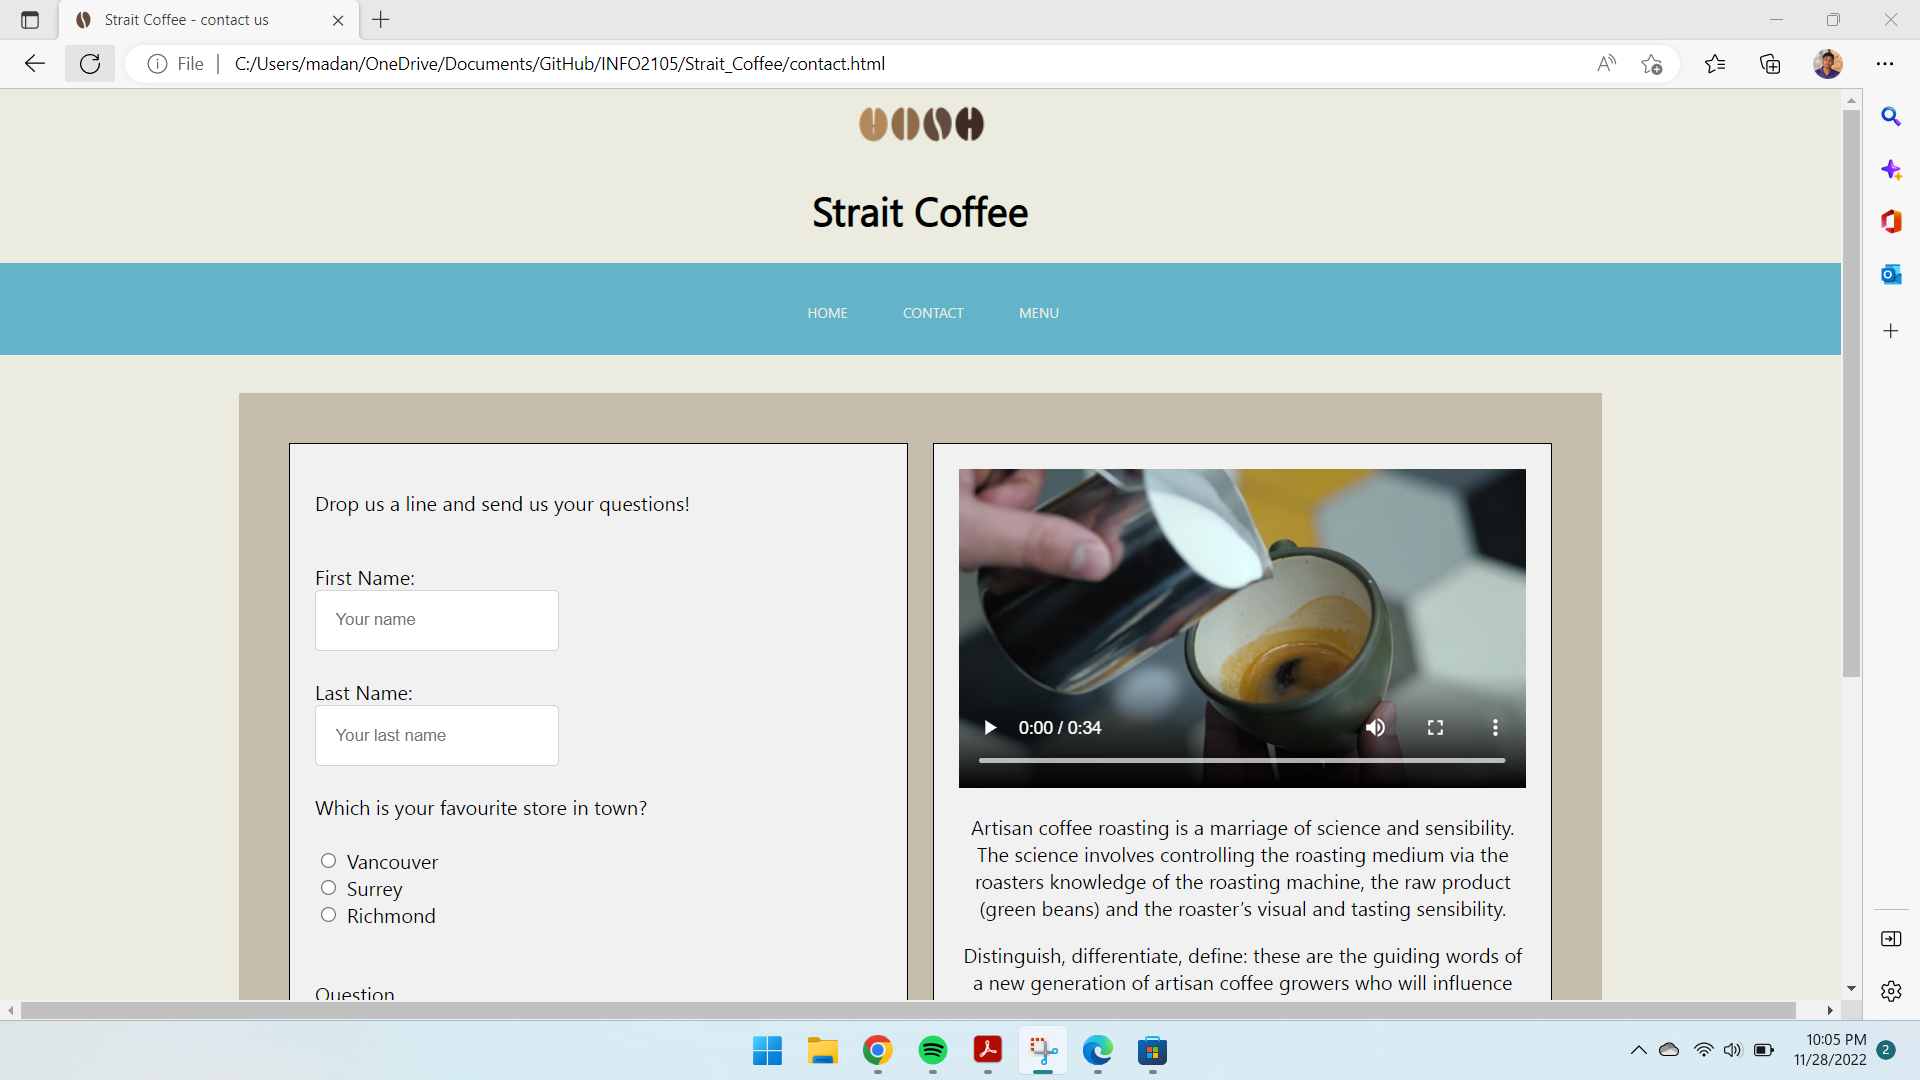 Strait Coffee - contact us
File
C:/Users/madan/OneDrive/Documents/GitHub/INFO2105/Strait_Coffee/contact.html
Strait Coffee
HOME CONTACT MENU
Drop us a line and send us your questions!
First Name:
Your name
Last Name:
Your last name
Which is your favourite store in town?
Vancouver
Surrey
Richmond
Question
0:00 / 0:34
Artisan coffee roasting is a marriage of science and sensibility.
The science involves controlling the roasting medium via the
roasters knowledge of the roasting machine, the raw product
(green beans) and the roaster’s visual and tasting sensibility.
Distinguish, differentiate, define: these are the guiding words of
a new generation of artisan coffee growers who will influence
10:05 PM
11/28/2022
2